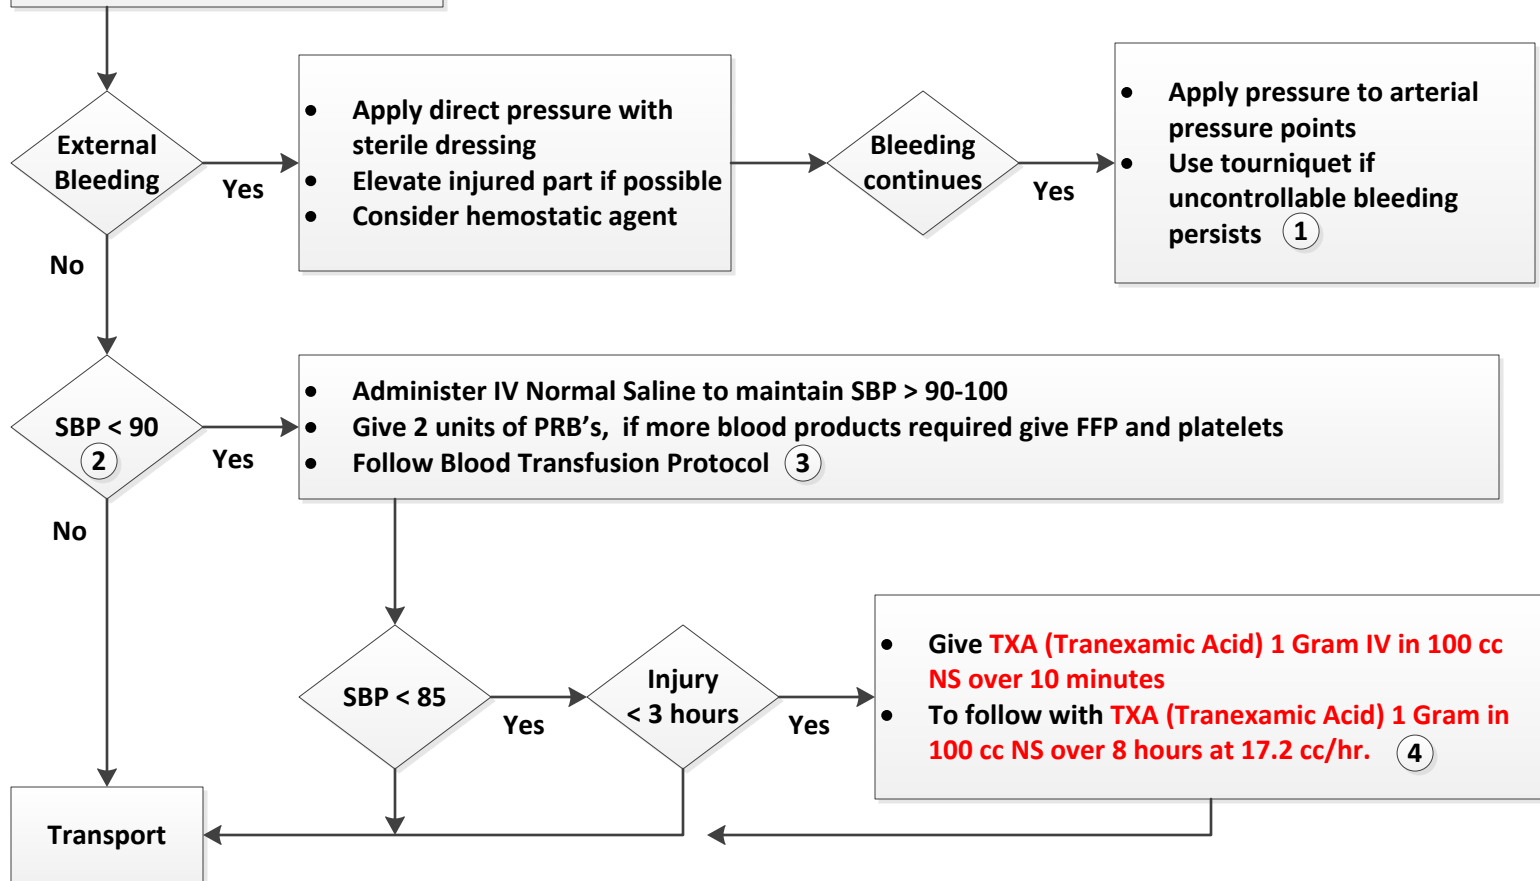 External
Bleeding
Yes
No
• Apply direct pressure with
sterile dressing
• Elevate injured part if possible
• Consider hemostatic agent
Bleeding
continues
Yes
• Apply pressure to arterial
pressure points
• Use tourniquet if
uncontrollable bleeding
persists 1
SBP < 90
2
Yes
No
• Administer IV Normal Saline to maintain SBP > 90-100
• Give 2 units of PRB’s, if more blood products required give FFP and platelets
• Follow Blood Transfusion Protocol 3
SBP < 85
Yes
Injury
< 3 hours
Yes
• Give TXA (Tranexamic Acid) 1 Gram IV in 100 cc
NS over 10 minutes
• To follow with TXA (Tranexamic Acid) 1 Gram in
100 cc NS over 8 hours at 17.2 cc/hr. 4
Transport